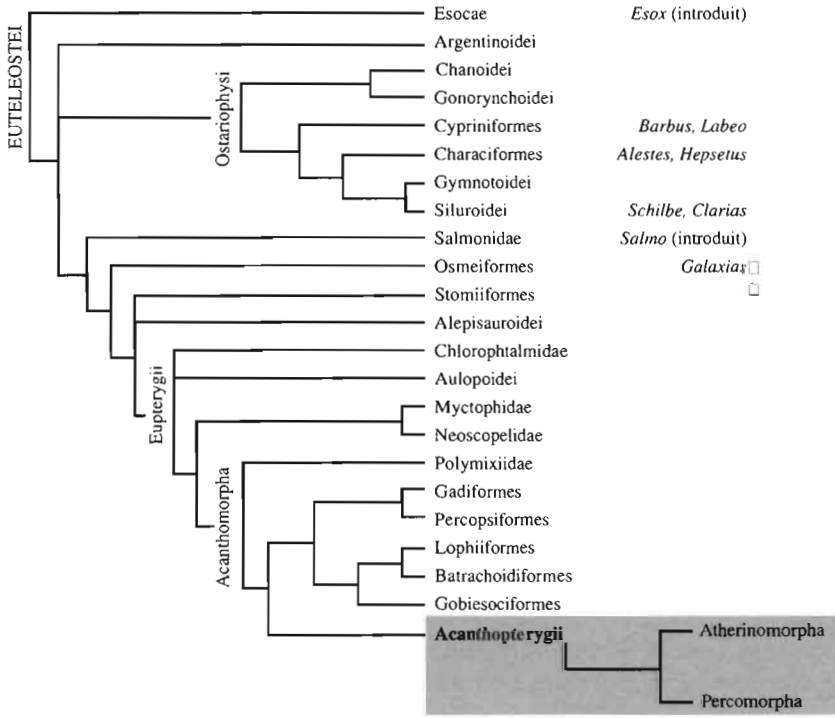 EUTELEOSTEI
Esocae Esox (introduit)
Argentinoidei
Ostariophysi
Chanoidei
Gonorynchoidei
Cypriniformes Barbus, Labeo
Characiformes Alestes, Hepsetus
Gymnotoidei
Siluroidei Schilbe, Clarias
Salmonidae Salmo (introduit)
Osmeiformes Galaxias
Stomiiformes
Alepisauroidei
Eupterygii
Chlorophtalmidae
Aulopoidei
Myctophidae
Neoscopelidae
Acanthomorpha
Polymixiidae
Gadiformes
Percopsiformes
Lophiiformes
Batrachoidiformes
Gobiesociformes
Acanthopterygii
Atherinomorpha
Percomorpha